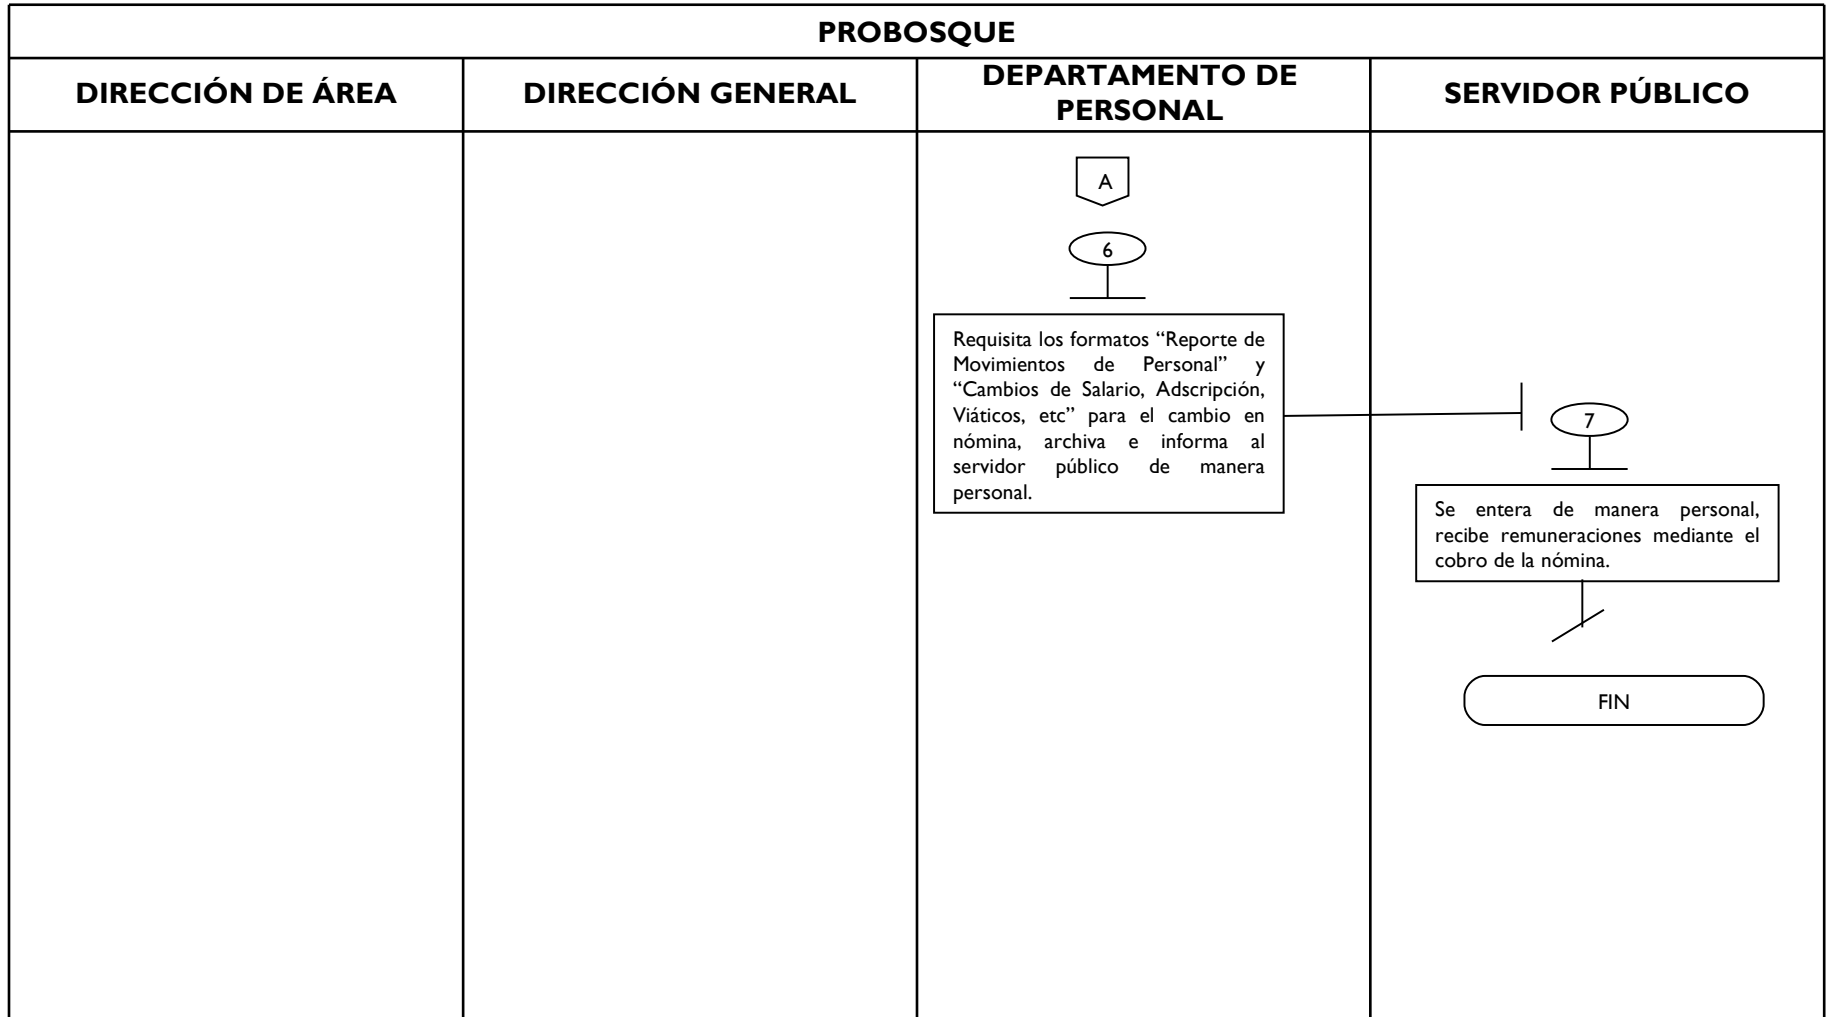 PROBOSQUE
DIRECCIÓN DE ÁREA
DIRECCIÓN GENERAL
DEPARTAMENTO DE
PERSONAL
SERVIDOR PÚBLICO
A
6
Requisita los formatos “Reporte de
Movimientos de Personal” y
“Cambios de Salario, Adscripción,
Viáticos, etc” para el cambio en
nómina, archiva e informa al
servidor público de manera
personal.
7
Se entera de manera personal,
recibe remuneraciones mediante el
cobro de la nómina.
FIN